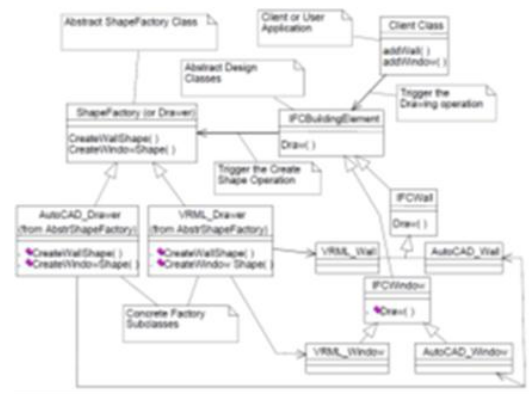 Abstract ShapeFactory Class
Client or User
Application
Client Class
addWall( )
addWindow( )
Abstract Design
Classes
Trigger the
Drawing operation
ShapeFactory (or Drawer)
CreateWallShape( )
CreateWindowShape( )
IFCBuildingElement
Draw( )
Trigger the Create
Shape Operation
IFCWall
Draw( )
AutoCAD_Drawer
(from AbstrShapeFactory)
CreateWallShape( )
CreateWindowShape( )
VRML_Drawer
(from AbstrShapeFactory)
CreateWallShape( )
CreateWindow Shape( )
VRML_Wall
AutoCAD_Wall
IFCWindow
Draw( )
Concrete Factory
Subclasses
VRML_Window
AutoCAD_Window